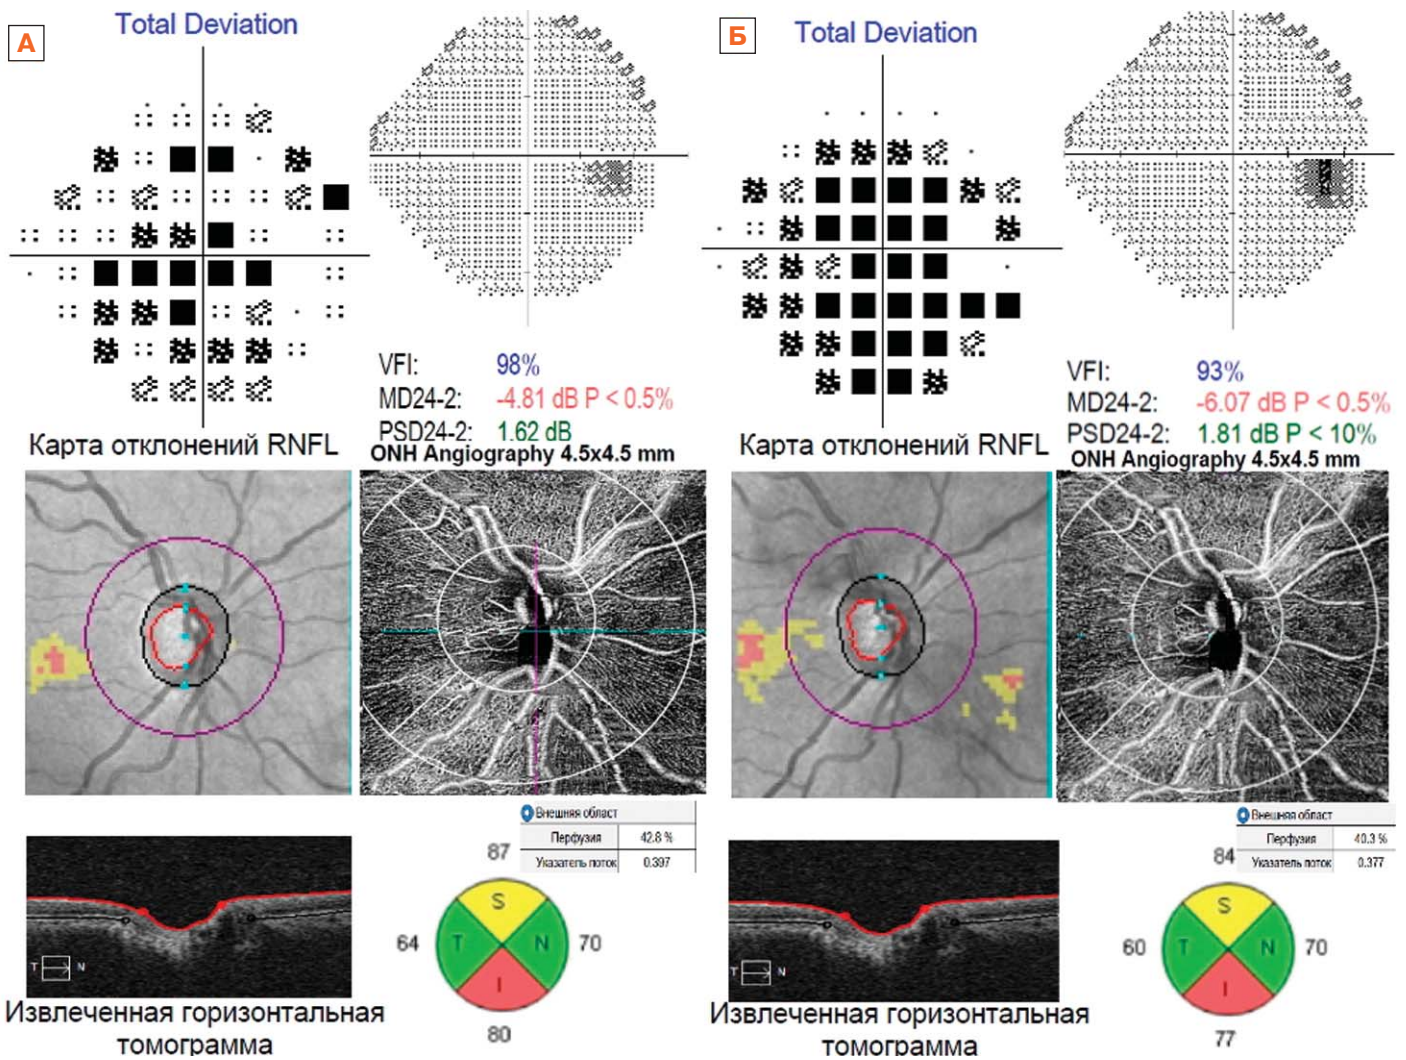 А
Total Deviation
VFI: 98%
MD24-2: -4.81 dB P < 0.5%
PSD24-2: 1.62 dB
Карта отклонений RNFL
ONH Angiography 4.5x4.5 mm
Внешняя област
Перфузия 42.8 %
Указатель поток 0.397
87
S
64 T N 70
I
80
T N
Извлеченная горизонтальная
томограмма
Б
Total Deviation
VFI: 93%
MD24-2: -6.07 dB P < 0.5%
PSD24-2: 1.81 dB P < 10%
Карта отклонений RNFL
ONH Angiography 4.5x4.5 mm
Внешняя област
Перфузия 40.3 %
Указатель поток 0.377
84
S
60 T N 70
I
77
T N
Извлеченная горизонтальная
томограмма